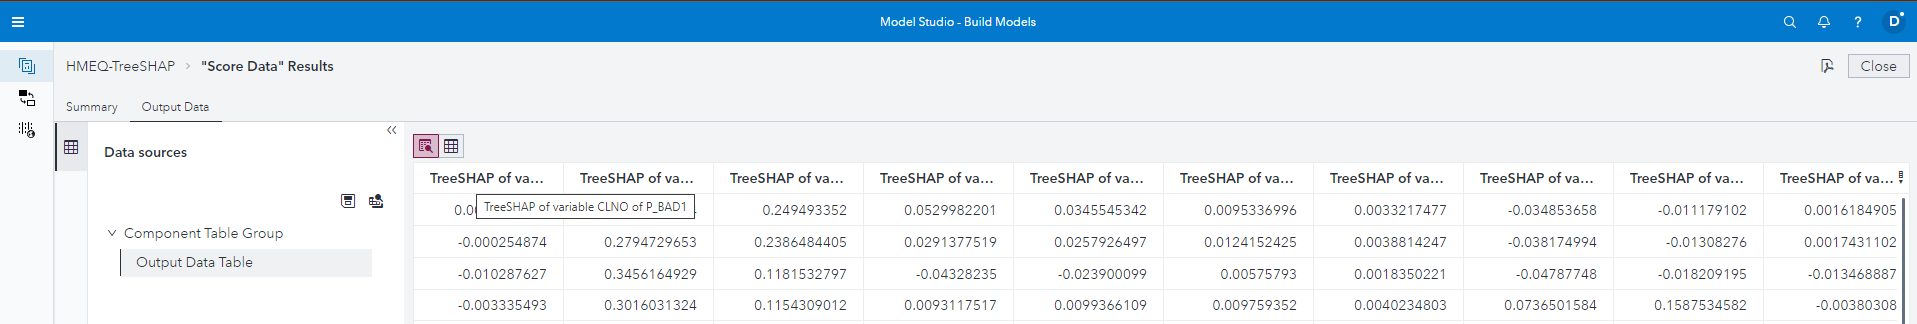 Model Studio - Build Models
? D
HMEQ-TreeSHAP > "Score Data" Results
Close
Summary Output Data
Data sources
Component Table Group
Output Data Table
TreeSHAP of va... TreeSHAP of va... TreeSHAP of va... TreeSHAP of va... TreeSHAP of va... TreeSHAP of va... TreeSHAP of va... TreeSHAP of va... TreeSHAP of va... TreeSHAP of va...
TreeSHAP of variable CLNO of P_BAD1
0.249493352 0.0529982201 0.0345545342 0.0095336996 0.0033217477 -0.034853658 -0.011179102 0.0016184905
-0.000254874 0.2794729653 0.2386484405 0.0291377519 0.0257926497 0.0124152425 0.0038814247 -0.038174994 -0.01308276 0.0017431102
-0.010287627 0.3456164929 0.1181532797 -0.04328235 -0.023900099 0.00575793 0.0018350221 -0.04787748 -0.018209195 -0.013468887
-0.003335493 0.3016031324 0.1154309012 0.0093117517 0.0099366109 0.009759352 0.0040234803 0.0736501584 0.1587534582 -0.00380308